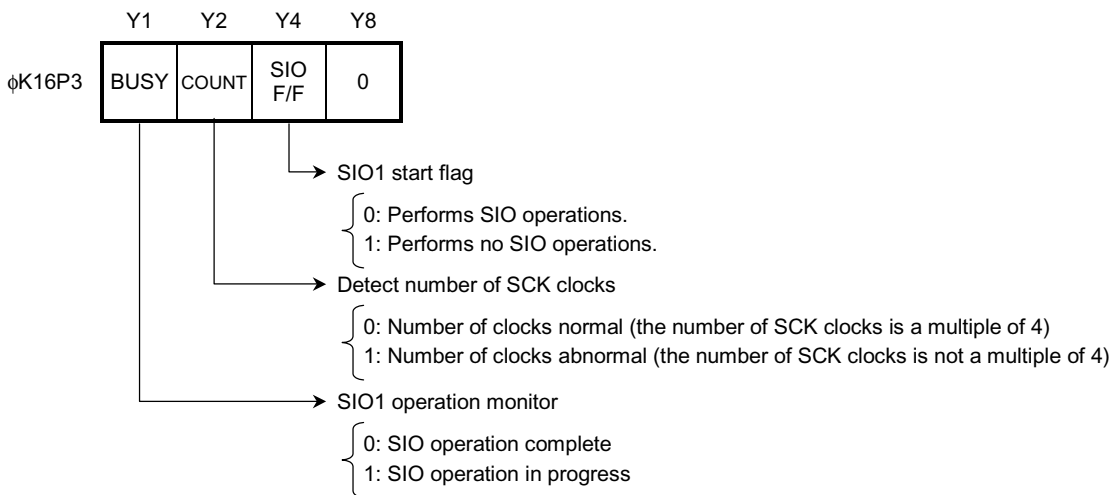 Y1 Y2 Y4 Y8
ϕK16P3 BUSY COUNT SIO F/F 0
SIO1 start flag
0: Performs SIO operations.
1: Performs no SIO operations.
Detect number of SCK clocks
0: Number of clocks normal (the number of SCK clocks is a multiple of 4)
1: Number of clocks abnormal (the number of SCK clocks is not a multiple of 4)
SIO1 operation monitor
0: SIO operation complete
1: SIO operation in progress